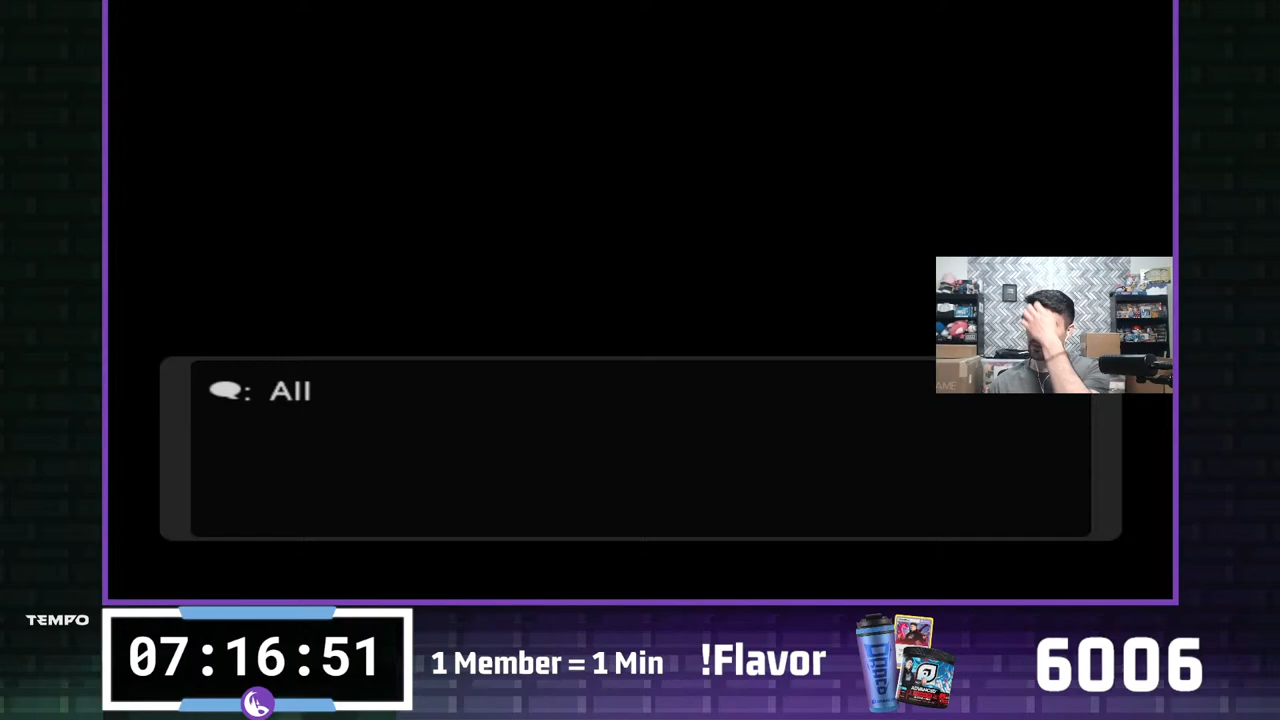 : All
TEMPO
07:16:51
1 Member = 1 Min
!Flavor
6006